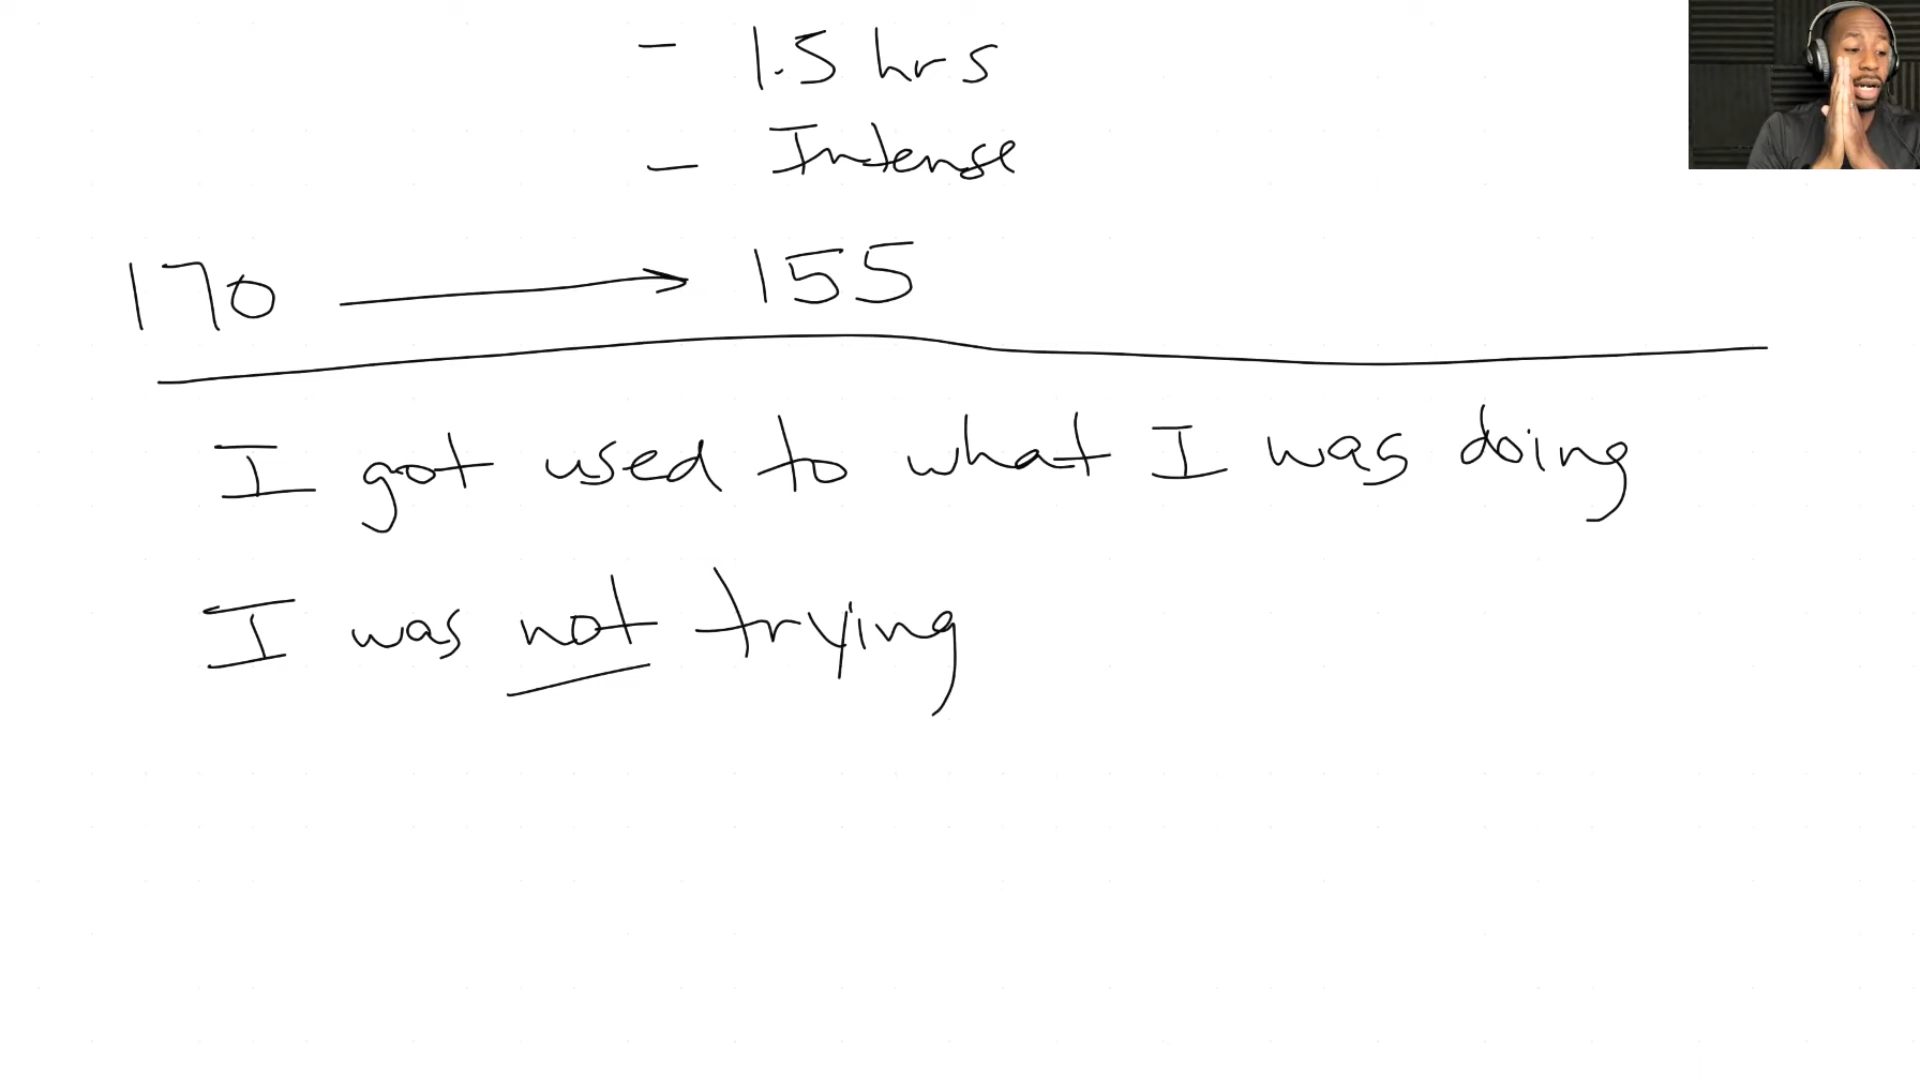 - 1.5 hrs
- Intense
170 → 155
I got used to what I was doing
I was not trying